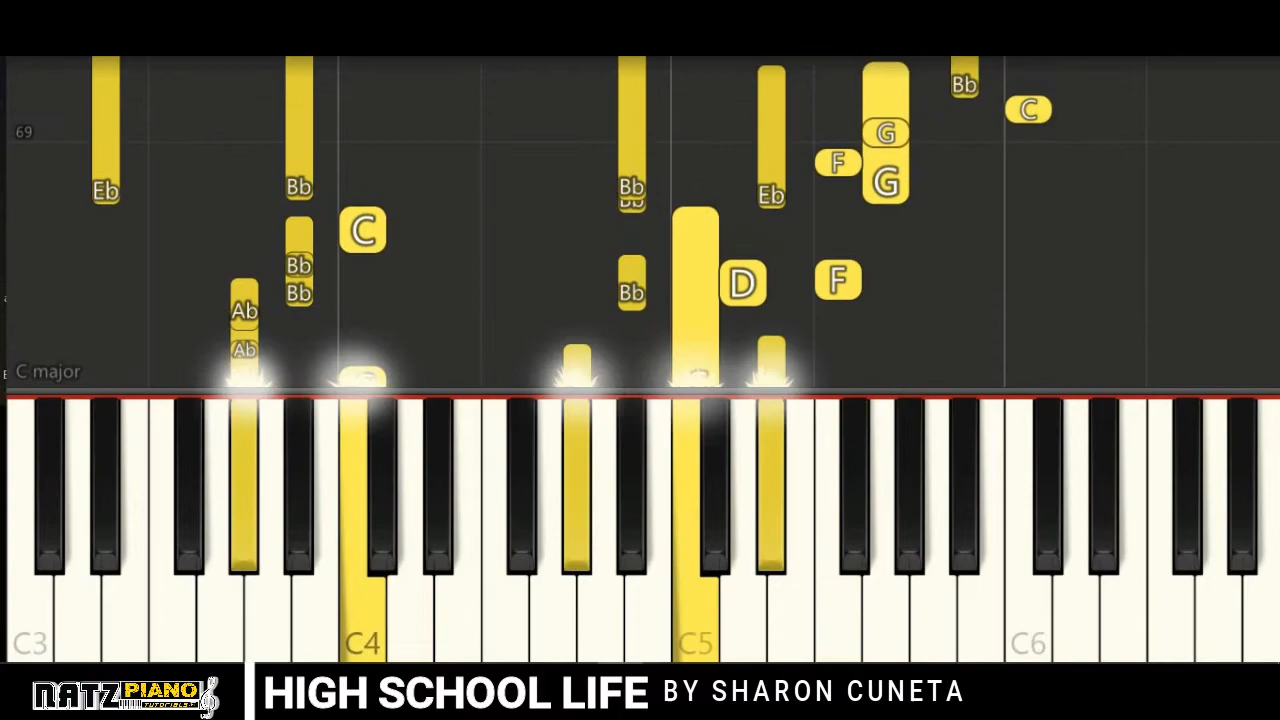 Bb
C
69
G
F
Eb
Bb
Bb
Eb
G
C
Bb
Bb
Bb
D
F
Ab
Ab
C major
C3
C4
C5
C6
NATZ PIANO
TUTORIALS
HIGH SCHOOL LIFE BY SHARON CUNETA